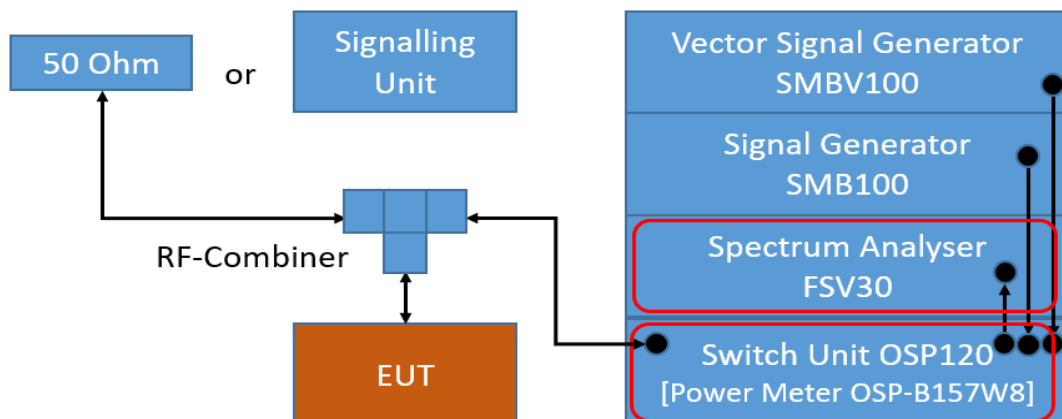 50 Ohm
or
Signalling
Unit
RF-Combiner
EUT
Vector Signal Generator
SMBV100
Signal Generator
SMB100
Spectrum Analyser
FSV30
Switch Unit OSP120
[Power Meter OSP-B157W8]